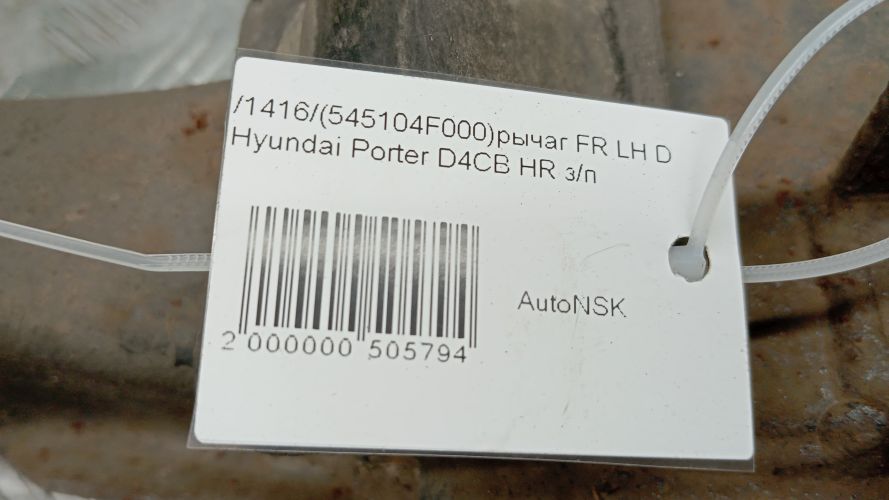 /1416/(545104F000)рычаг FR LH D
Hyundai Porter D4CB HR з/п
AutoNSK
2 000000 505794